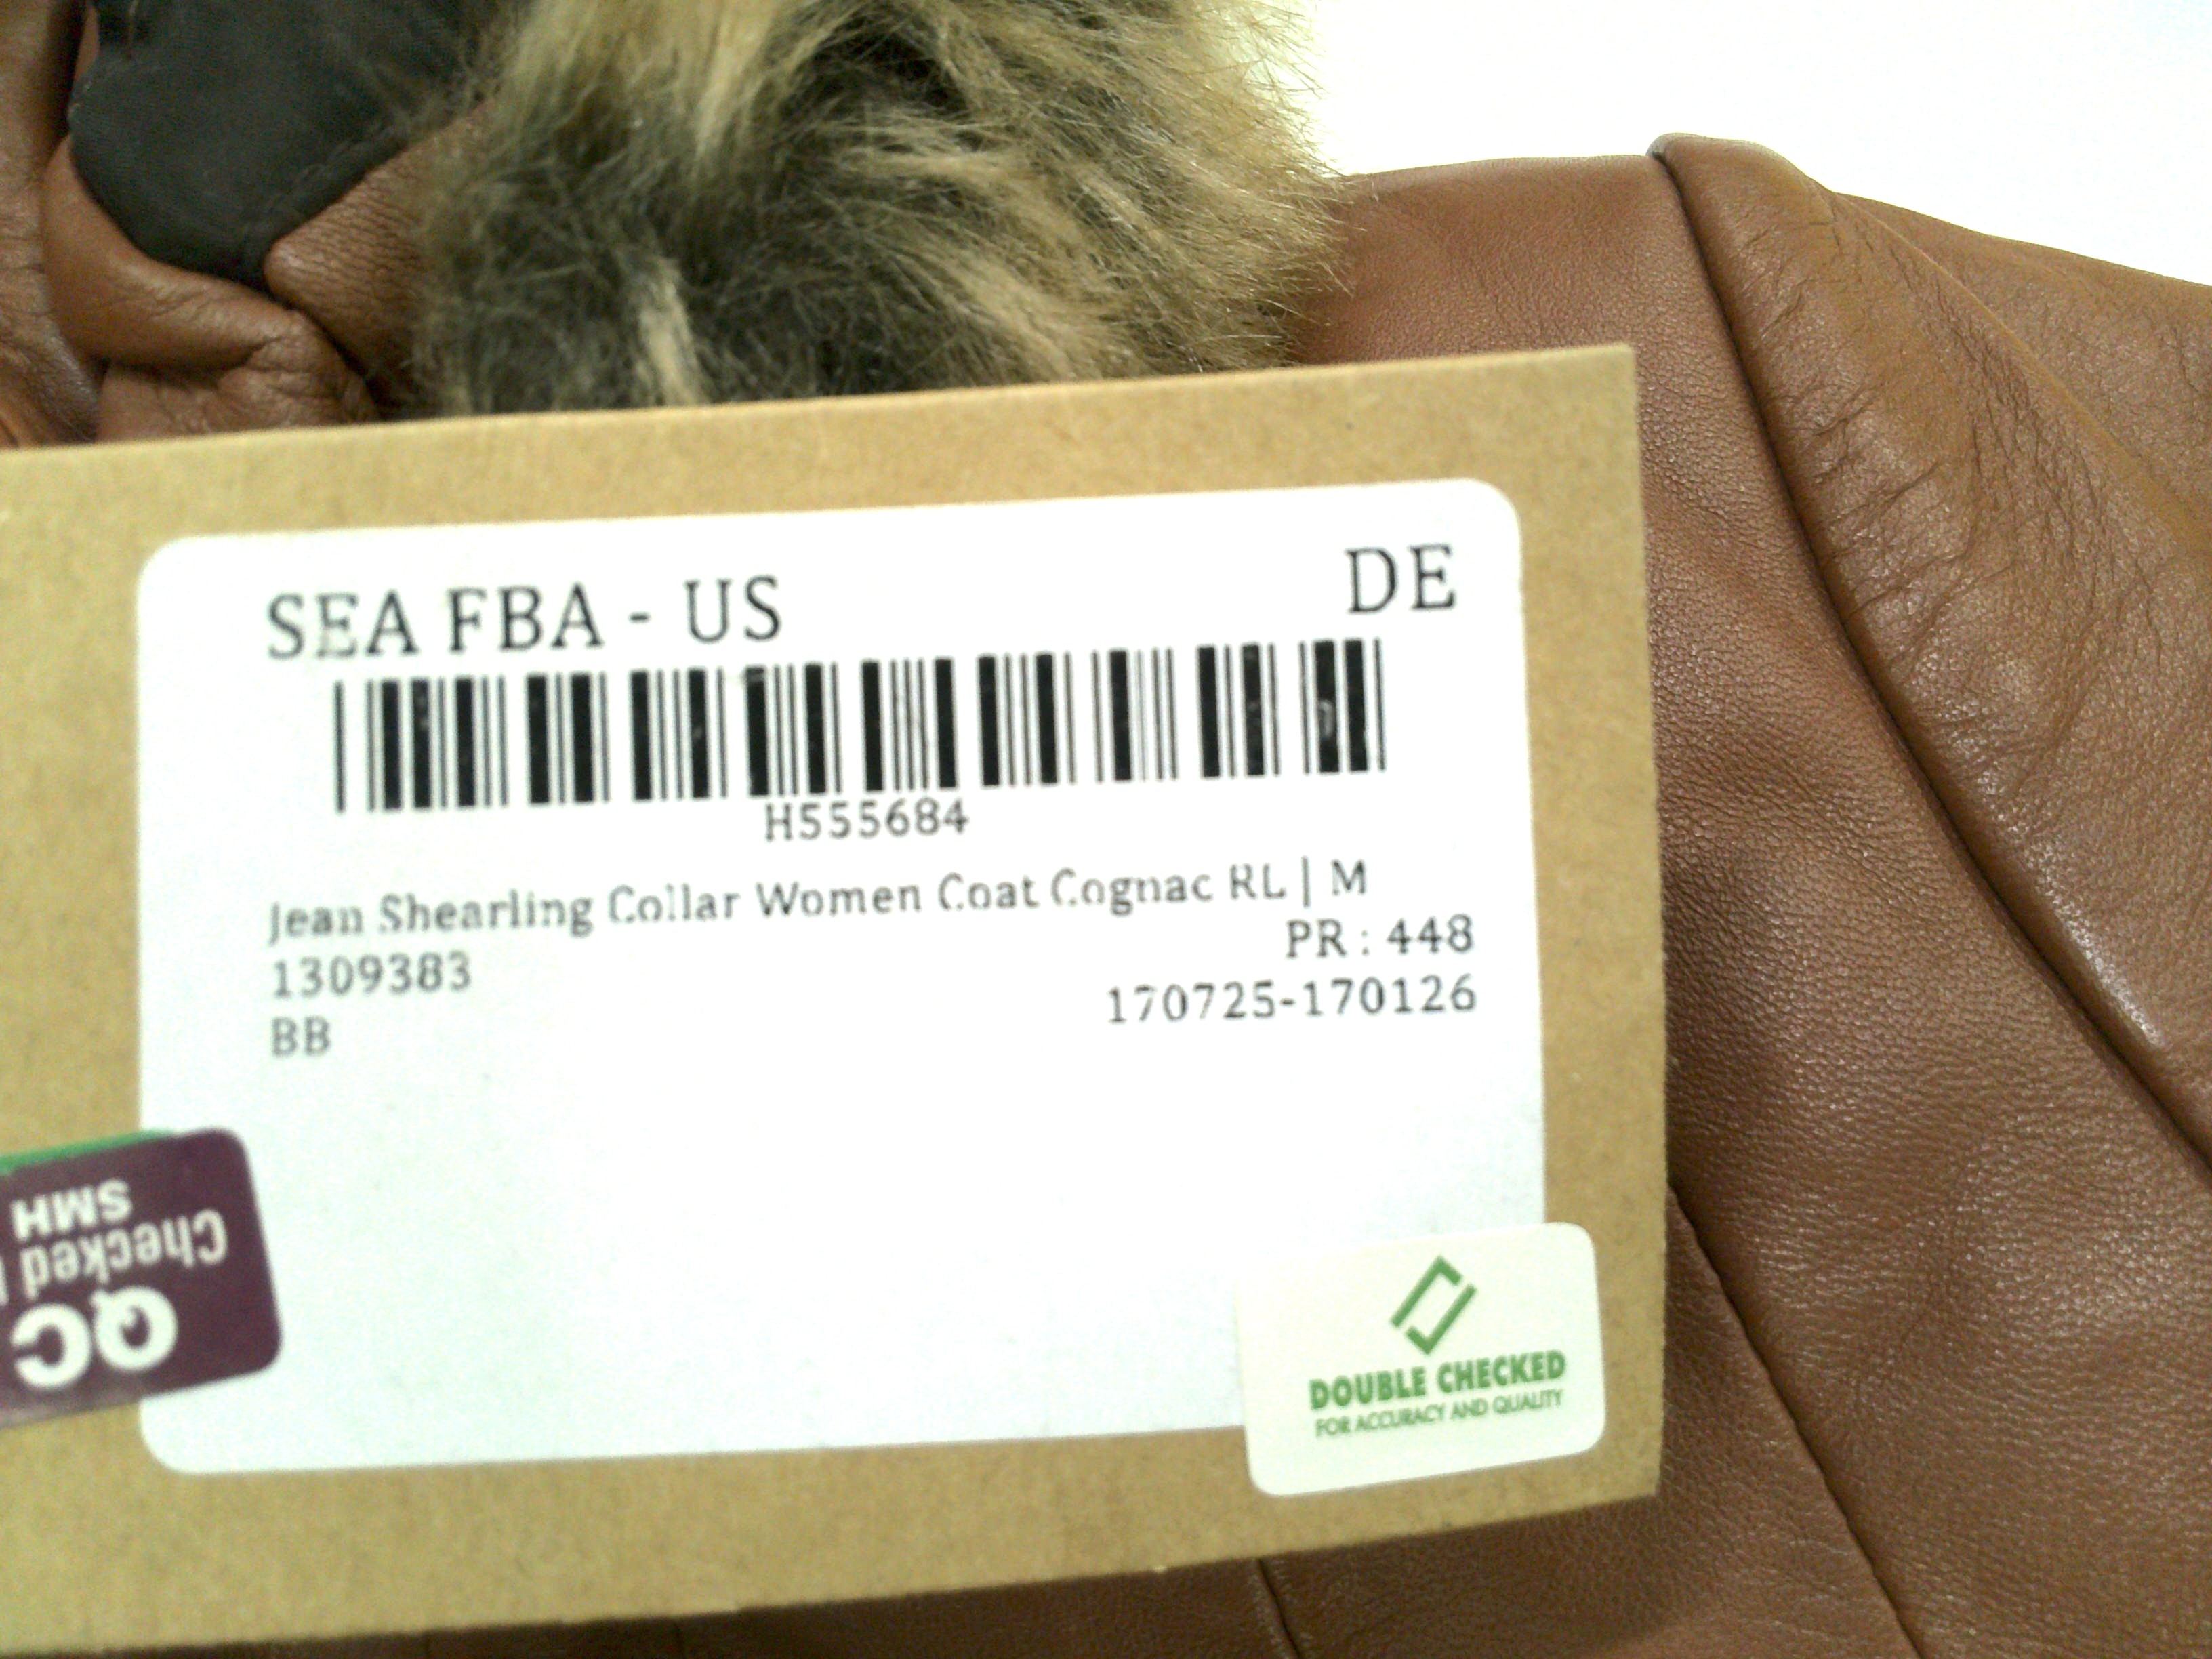 SEA FBA - US DE
H555684
Jean Shearling Collar Women Coat Cognac RL | M
PR : 448
1309383
170725-170126
BB
QC
Checked
SMH
DOUBLE CHECKED
FOR ACCURACY AND QUALITY